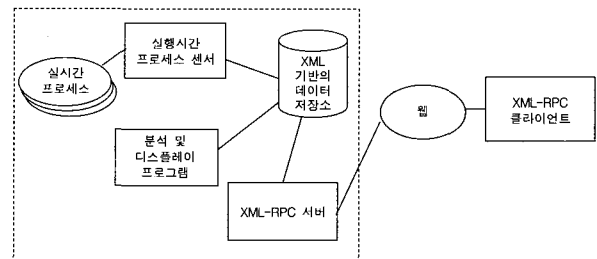 실시간
프로세스
실행시간
프로세스 센서
XML
기반의
데이터
저장소
분석 및
디스플레이
프로그램
XML-RPC 서버
웹
XML-RPC
클라이언트